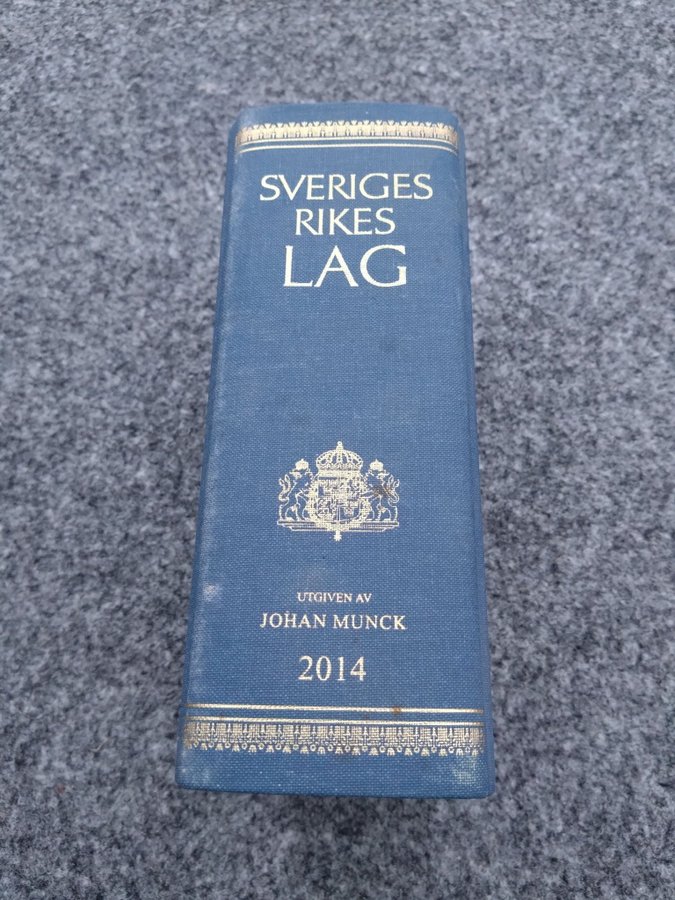 SVERIGES
RIKES
LAG
UTGIVEN AV
JOHAN MUNCK
2014